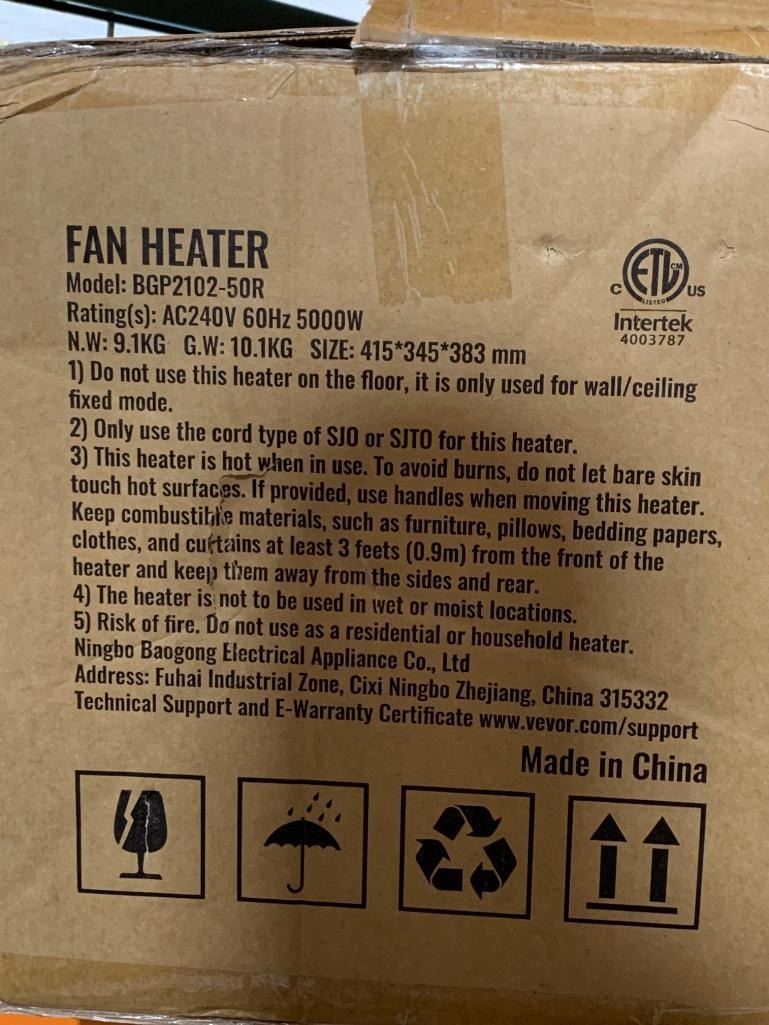 FAN HEATER
Model: BGP2102-50R
Rating(s): AC240V 60Hz 5000W
N.W: 9.1KG G.W: 10.1KG SIZE: 415*345*383 mm
1) Do not use this heater on the floor, it is only used for wall/ceiling
fixed mode.
2) Only use the cord type of SJO or SJTO for this heater.
3) This heater is hot when in use. To avoid burns, do not let bare skin
touch hot surfaces. If provided, use handles when moving this heater.
Keep combustible materials, such as furniture, pillows, bedding papers,
clothes, and curtains at least 3 feets (0.9m) from the front of the
heater and keep them away from the sides and rear.
4) The heater is not to be used in wet or moist locations.
5) Risk of fire. Do not use as a residential or household heater.
Ningbo Baogong Electrical Appliance Co., Ltd
Address: Fuhai Industrial Zone, Cixi Ningbo Zhejiang, China 315332
Technical Support and E-Warranty Certificate www.vevor.com/support
Made in China
ETL CM
LISTED
C US
Intertek
4003787